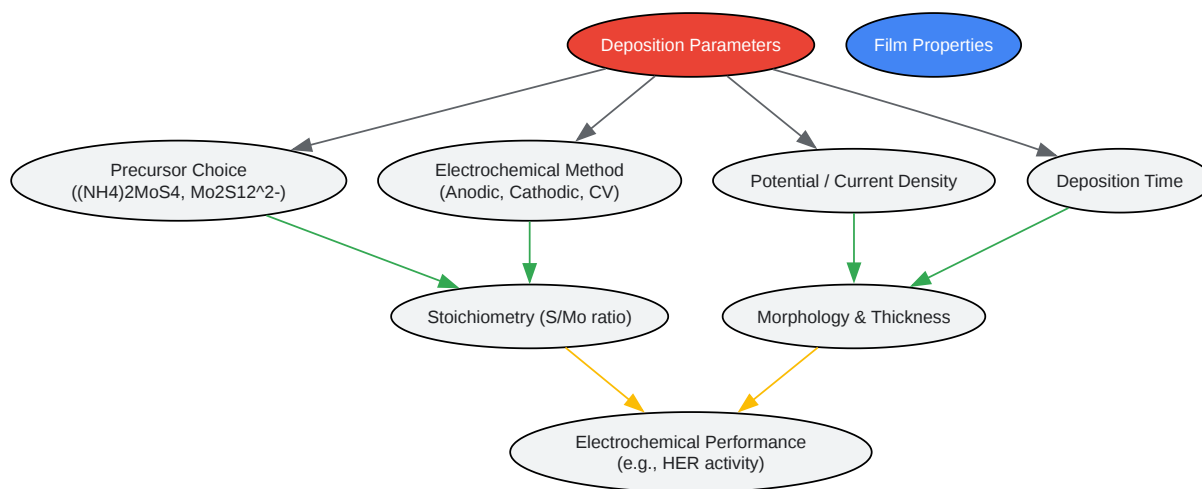 Deposition Parameters
Film Properties
Precursor Choice
((NH4)2MoS4, Mo2S12^2-)
Electrochemical Method
(Anodic, Cathodic, CV)
Potential / Current Density
Deposition Time
Stoichiometry (S/Mo ratio)
Morphology & Thickness
Electrochemical Performance
(e.g., HER activity)